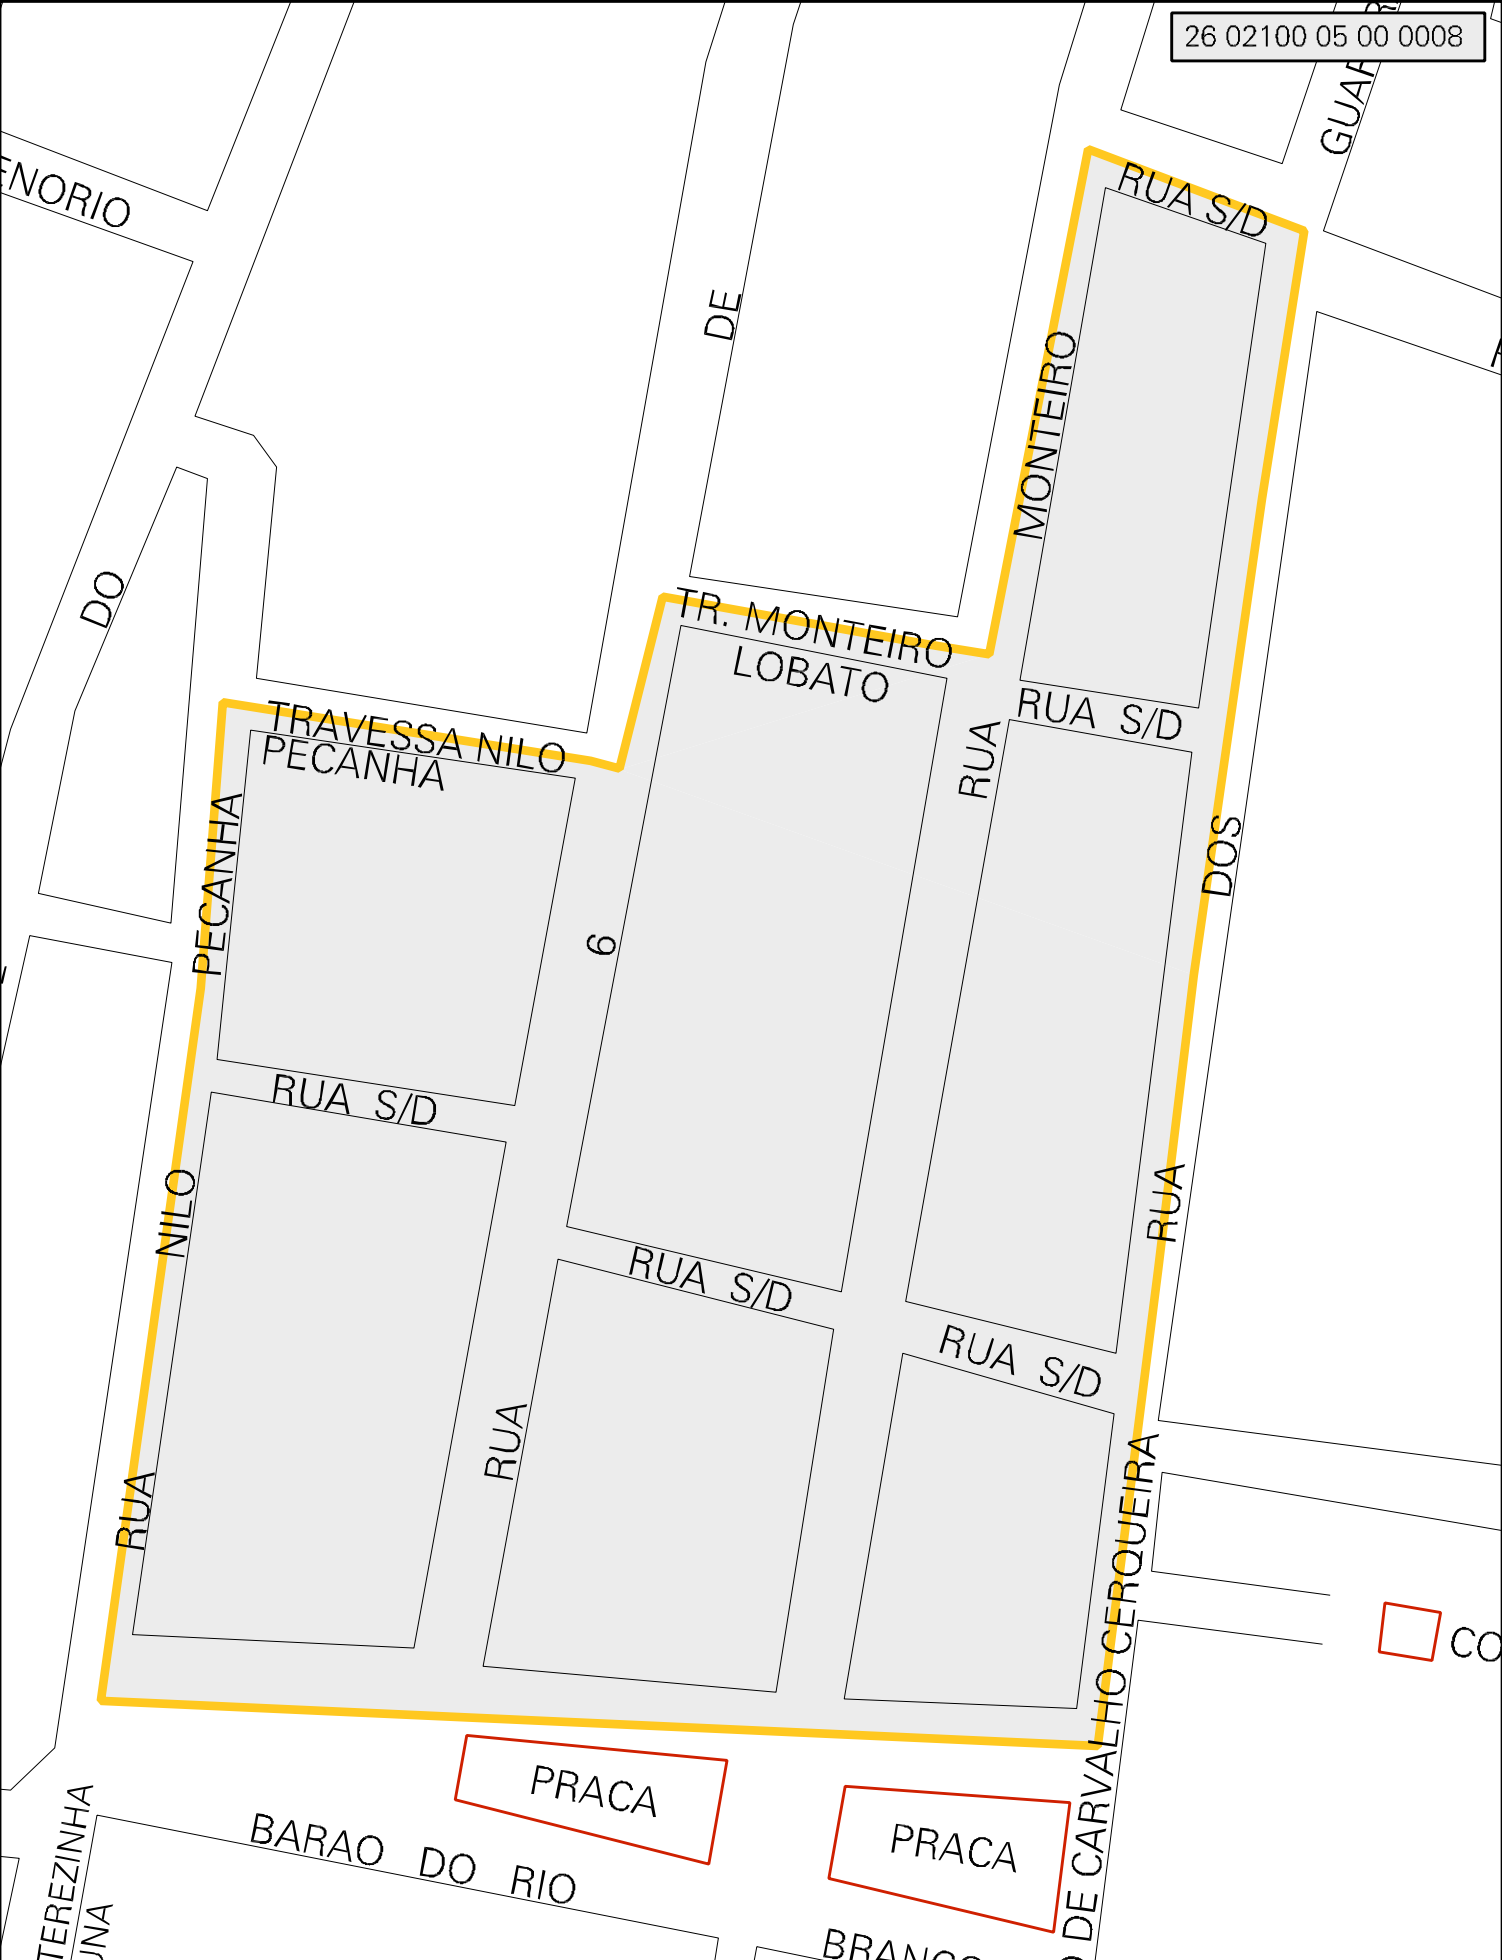 26 02100 05 00 0008
RUA S/D
DE
MONTEIRO
DO
TR. MONTEIRO
LOBATO
TRAVESSA NILO
PECANHA
RUA S/D
RUA
PECANHA
DOS
6
RUA S/D
NILO
RUA
RUA S/D
RUA S/D
RUA
RUA
DE CARVALHO CERQUEIRA
PRACA
PRACA
BARAO DO RIO
TEREZINHA